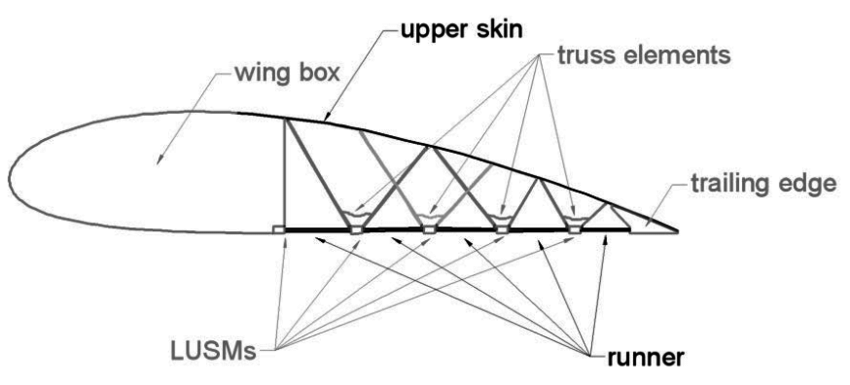 upper skin
truss elements
wing box
trailing edge
LUSMs
runner